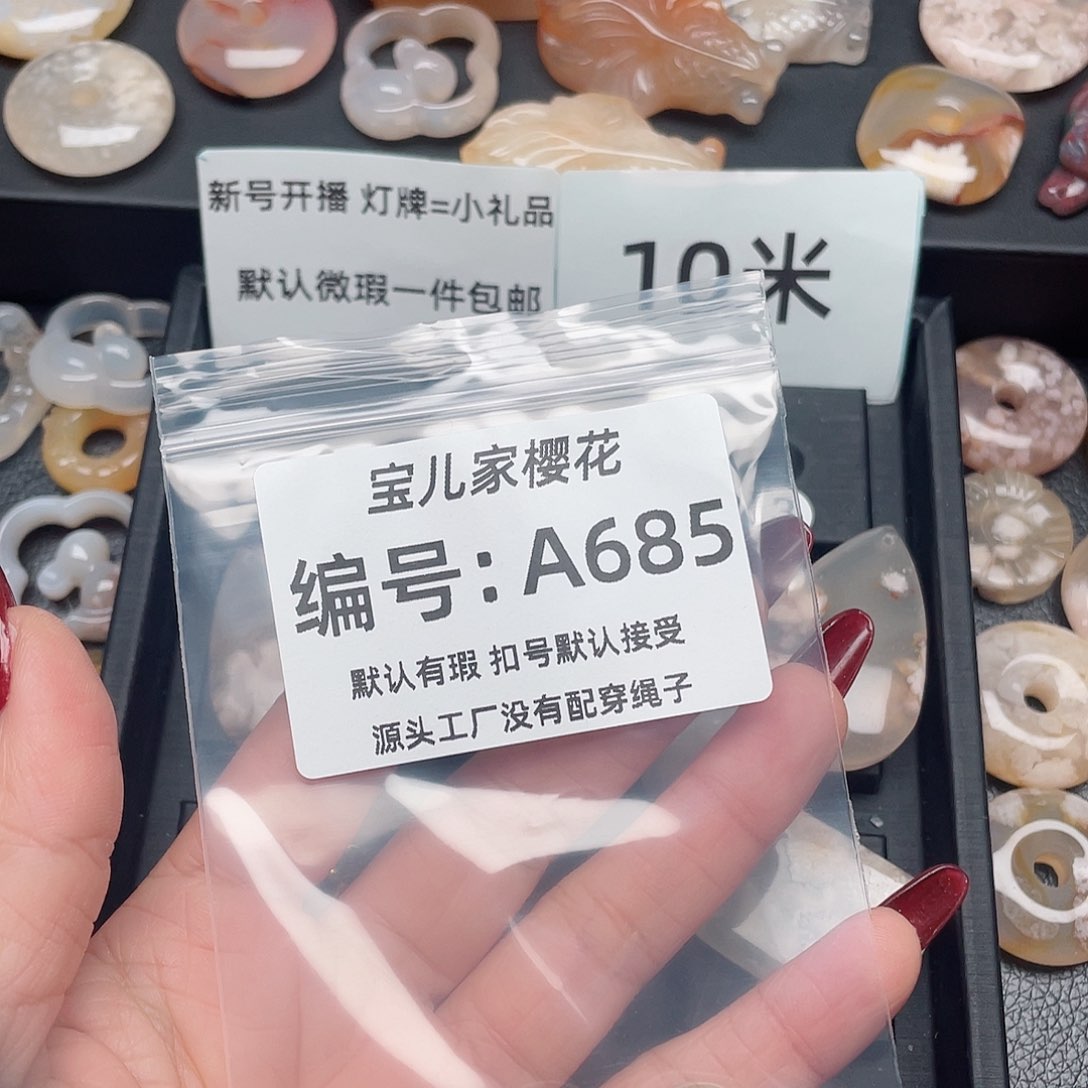 新号开播 灯牌=小礼品
默认微瑕一件包邮
10米
宝儿家樱花
编号：A685
默认有瑕 扣号默认接受
源头工厂没有配穿绳子